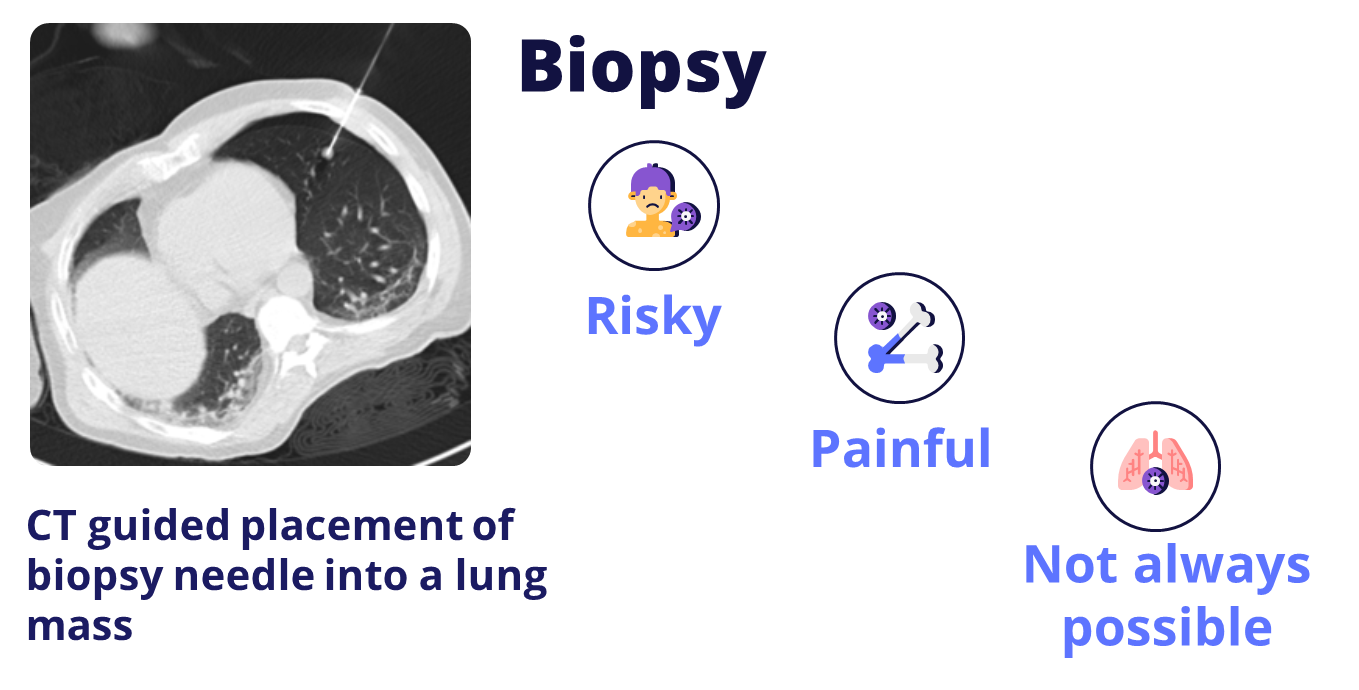 Biopsy
Risky
Painful
Not always
possible
CT guided placement of
biopsy needle into a lung
mass